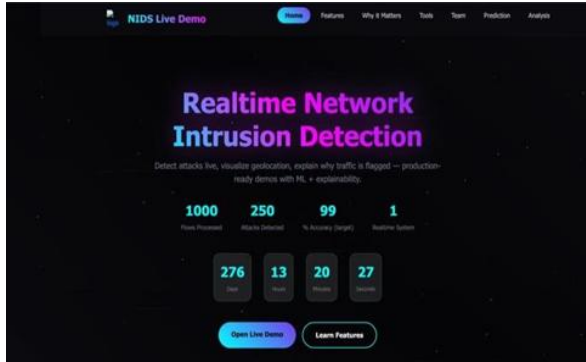 logo
NIDS Live Demo
Home Features Why it Matters Tools Team Prediction Analysis
Realtime Network
Intrusion Detection
Detect attacks live, visualize geolocation, explain why traffic is flagged — production-
ready demos with ML + explainability.
1000 250 99 1
Flows Processed Attacks Detected % Accuracy (target) Realtime System
276 13 20 27
Days Hours Minutes Seconds
Open Live Demo Learn Features